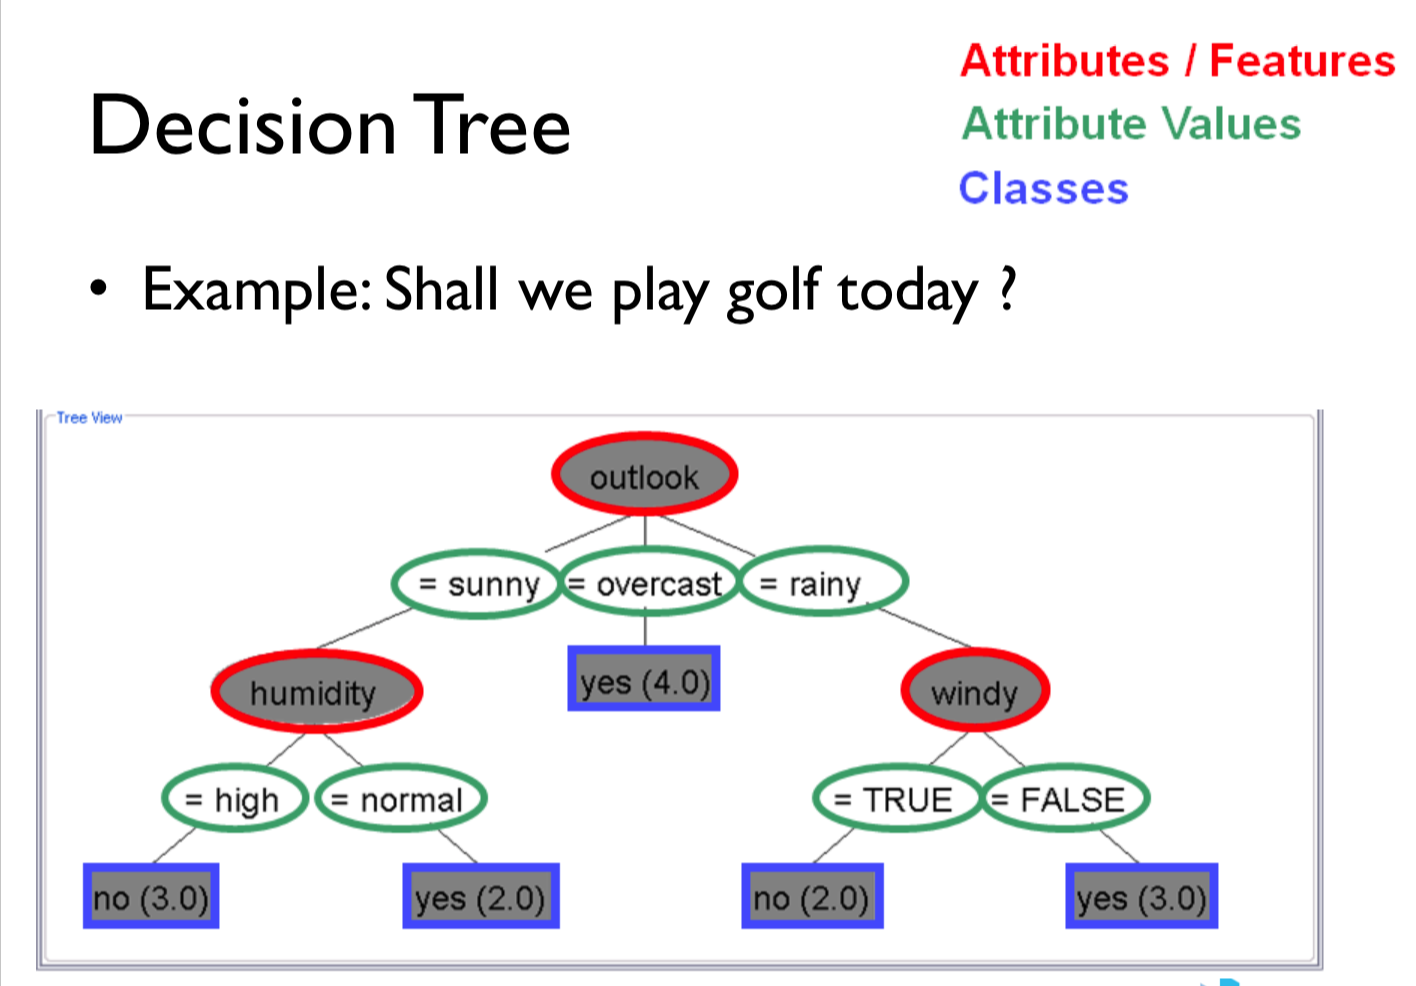 Attributes / Features
Attribute Values
Classes
Decision Tree
• Example: Shall we play golf today ?
Tree View
outlook
= sunny = overcast = rainy
humidity yes (4.0) windy
= high = normal = TRUE = FALSE
no (3.0) yes (2.0) no (2.0) yes (3.0)